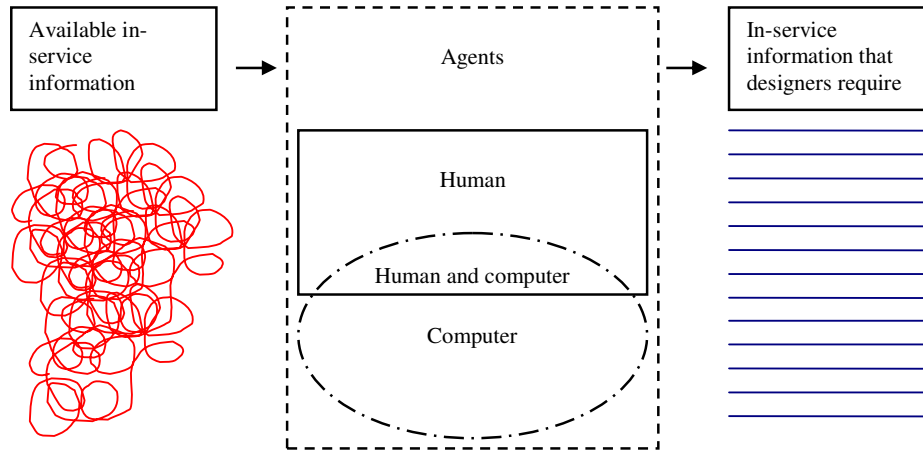 Available in-
service
information
Agents
In-service
information that
designers require
Human
Human and computer
Computer